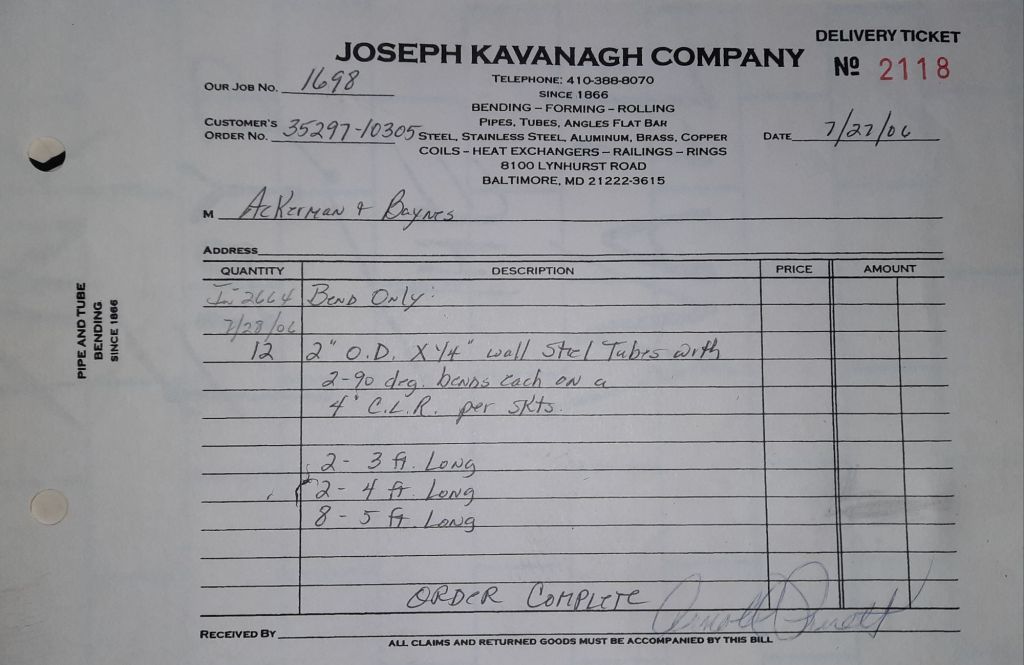 DELIVERY TICKET
JOSEPH KAVANAGH COMPANY
Nº 2118
OUR JOB NO. 1698
TELEPHONE: 410-388-8070
SINCE 1866
BENDING – FORMING – ROLLING
CUSTOMER'S
ORDER NO. 35297-10305
PIPES, TUBES, ANGLES FLAT BAR
STEEL, STAINLESS STEEL, ALUMINUM, BRASS, COPPER
DATE 7/27/06
COILS – HEAT EXCHANGERS – RAILINGS – RINGS
8100 LYNHURST ROAD
BALTIMORE, MD 21222-3615
M Ackerman & Baynes
ADDRESS
QUANTITY DESCRIPTION PRICE AMOUNT
In 2664 Bend Only:
7/28/06
12 2" O.D. X 1/4" wall Steel Tubes with
2-90 deg. bends each on a
4" C.L.R. per skts.
2- 3 ft. Long
2- 4 ft. Long
8- 5 ft. Long
ORDER COMPLETE
RECEIVED BY
ALL CLAIMS AND RETURNED GOODS MUST BE ACCOMPANIED BY THIS BILL
PIPE AND TUBE
BENDING
SINCE 1866